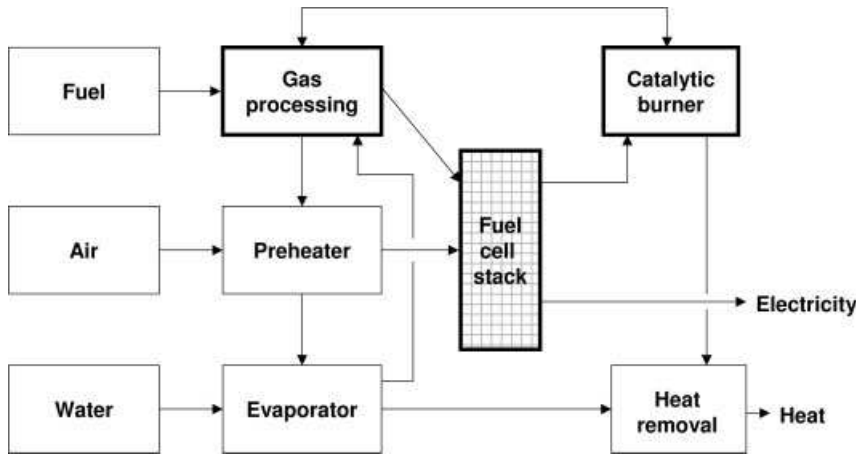 Fuel
Gas
processing
Catalytic
burner
Air
Preheater
Fuel
cell
stack
Electricity
Water
Evaporator
Heat
removal
Heat